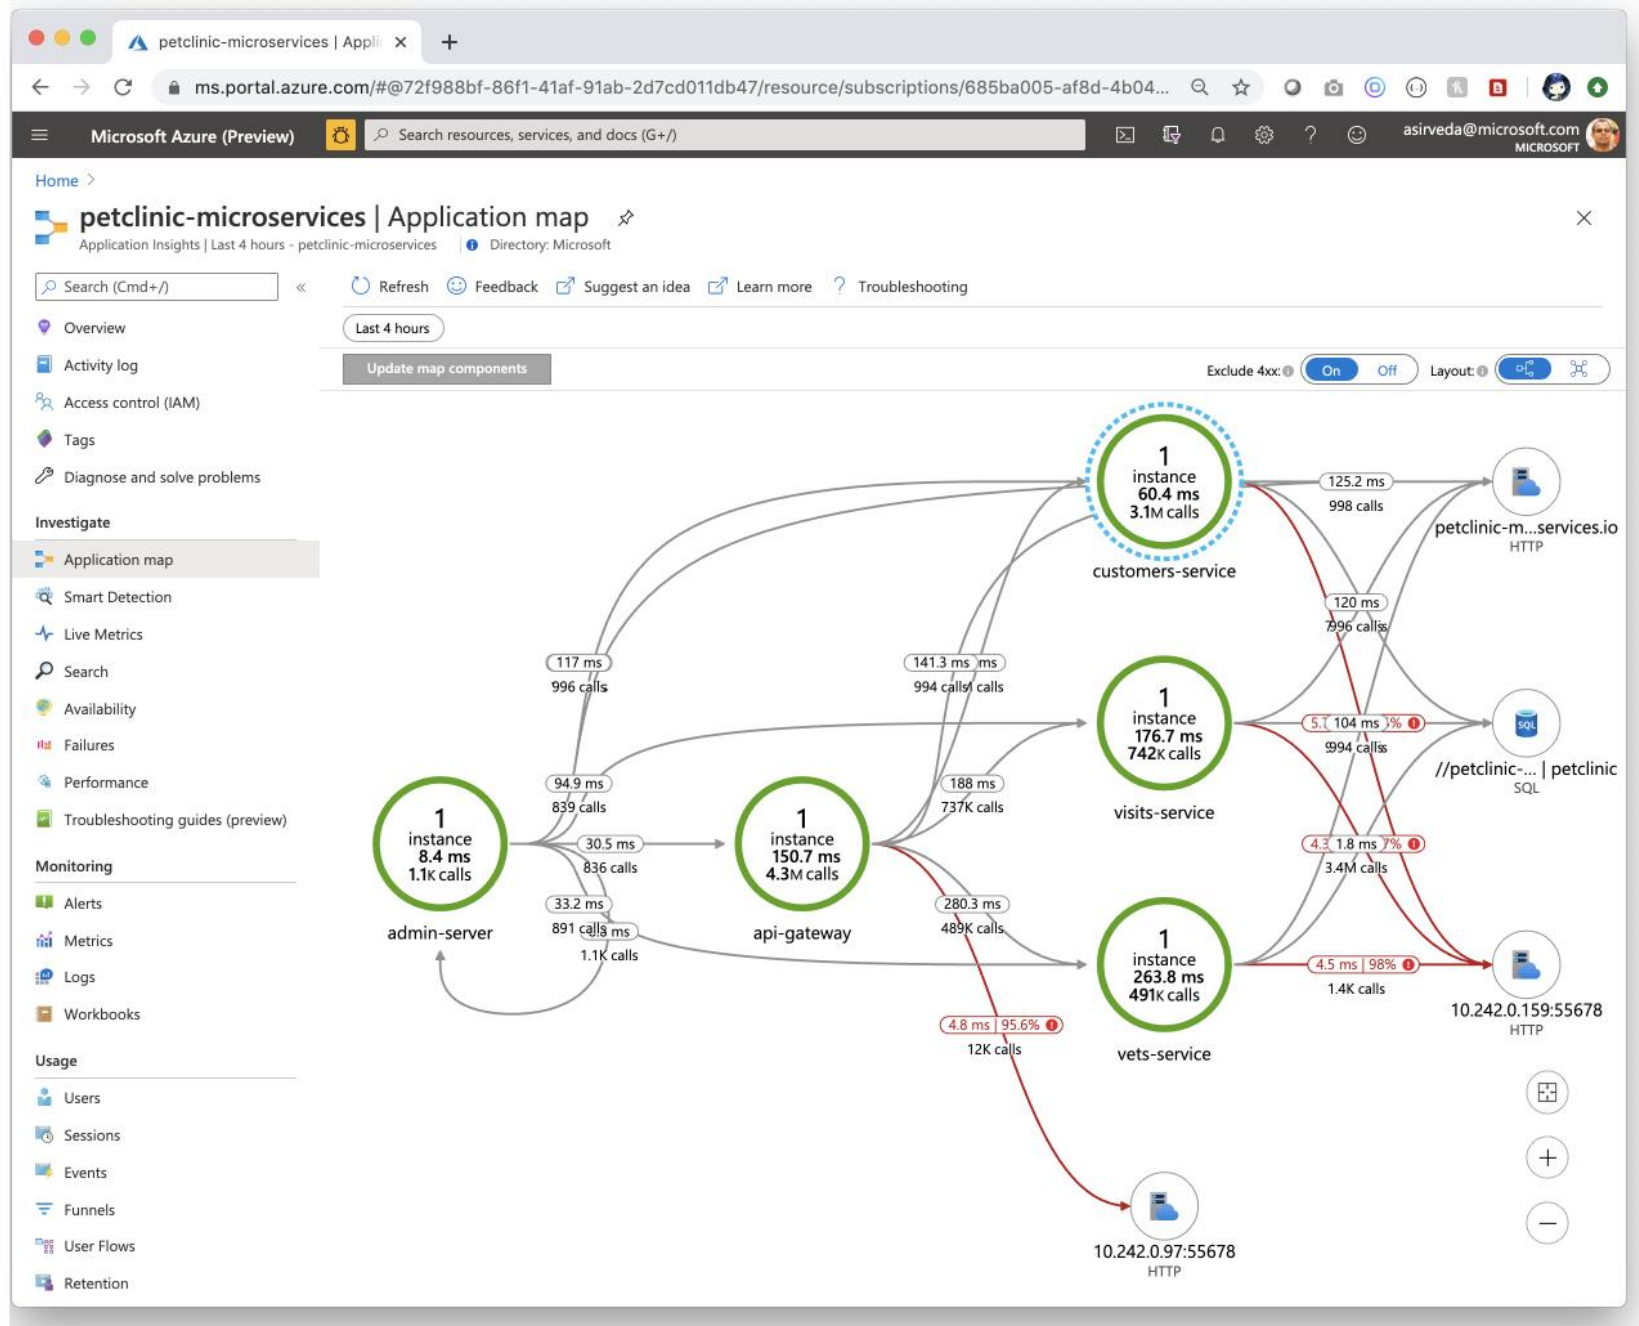 petclinic-microservices | Appli
ms.portal.azure.com/#@72f988bf-86f1-41af-91ab-2d7cd011db47/resource/subscriptions/685ba005-af8d-4b04...
Microsoft Azure (Preview)
Search resources, services, and docs (G+/)
asirveda@microsoft.com
MICROSOFT
Home
petclinic-microservices | Application map
Application Insights | Last 4 hours - petclinic-microservices
Directory: Microsoft
Search (Cmd+/)
Overview
Activity log
Access control (IAM)
Tags
Diagnose and solve problems
Investigate
Application map
Smart Detection
Live Metrics
Search
Availability
Failures
Performance
Troubleshooting guides (preview)
Monitoring
Alerts
Metrics
Logs
Workbooks
Usage
Users
Sessions
Events
Funnels
User Flows
Retention
Refresh
Feedback
Suggest an idea
Learn more
Troubleshooting
Last 4 hours
Update map components
Exclude 4xx:
On
Off
Layout:
1
instance
8.4 ms
1.1K calls
admin-server
117 ms
996 calls
94.9 ms
839 calls
30.5 ms
836 calls
33.2 ms
891 calls
ms
1.1K calls
1
instance
150.7 ms
4.3M calls
api-gateway
141.3 ms
ms
994 calls
calls
188 ms
737K calls
280.3 ms
489K calls
4.8 ms | 95.6%
12K calls
1
instance
60.4 ms
3.1M calls
customers-service
1
instance
176.7 ms
742K calls
visits-service
1
instance
263.8 ms
491K calls
vets-service
10.242.0.97:55678
HTTP
125.2 ms
998 calls
120 ms
996 calls
104 ms
994 calls
1.8 ms
3.4M calls
4.5 ms | 98%
1.4K calls
petclinic-m...services.io
HTTP
SQL
//petclinic-... | petclinic
SQL
10.242.0.159:55678
HTTP